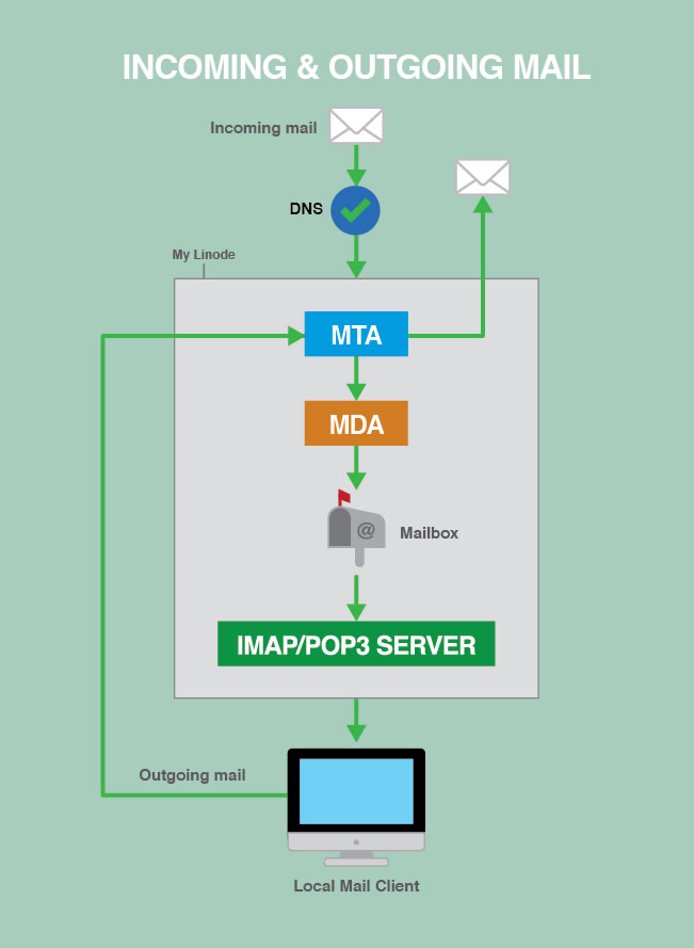 INCOMING & OUTGOING MAIL
Incoming mail
DNS
My Linode
MTA
MDA
@
Mailbox
IMAP/POP3 SERVER
Outgoing mail
Local Mail Client